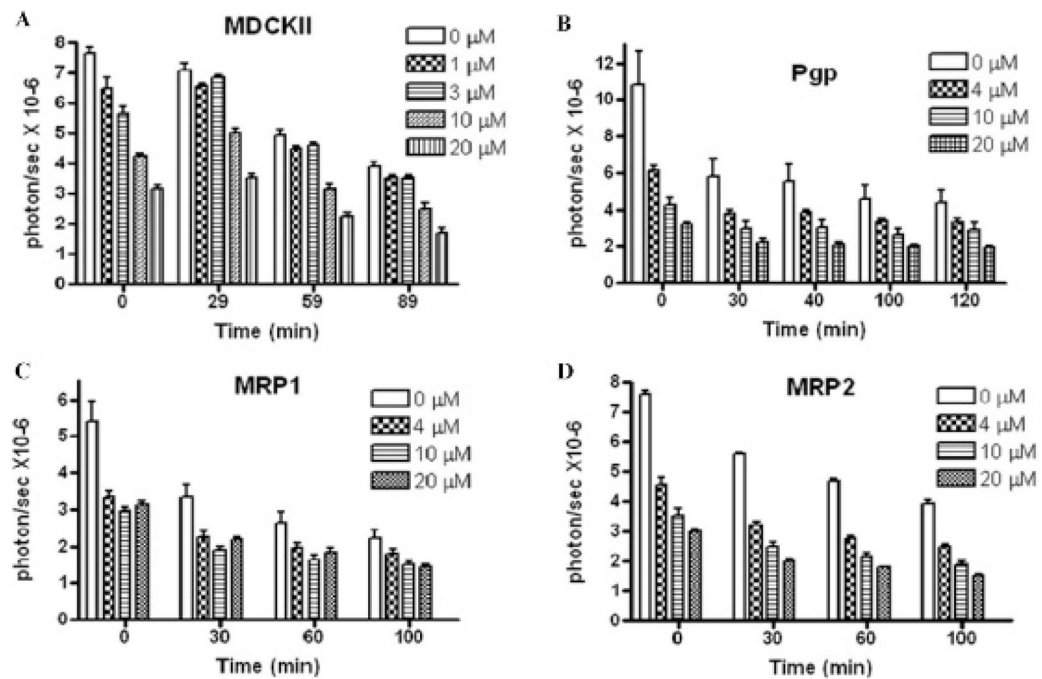 A
MDCKII
8
7
6
5
4
3
2
1
0
photon/sec X 10-6
0 µM
1 µM
3 µM
10 µM
20 µM
0 29 59 89
Time (min)
B
Pgp
12
10
8
6
4
2
0
photon/sec X 10-6
0 µM
4 µM
10 µM
20 µM
0 30 40 100 120
Time (min)
C
MRP1
6
5
4
3
2
1
0
photon/sec X10-6
0 µM
4 µM
10 µM
20 µM
0 30 60 100
Time (min)
D
MRP2
8
7
6
5
4
3
2
1
0
photon/sec X10-6
0 µM
4 µM
10 µM
20 µM
0 30 60 100
Time (min)